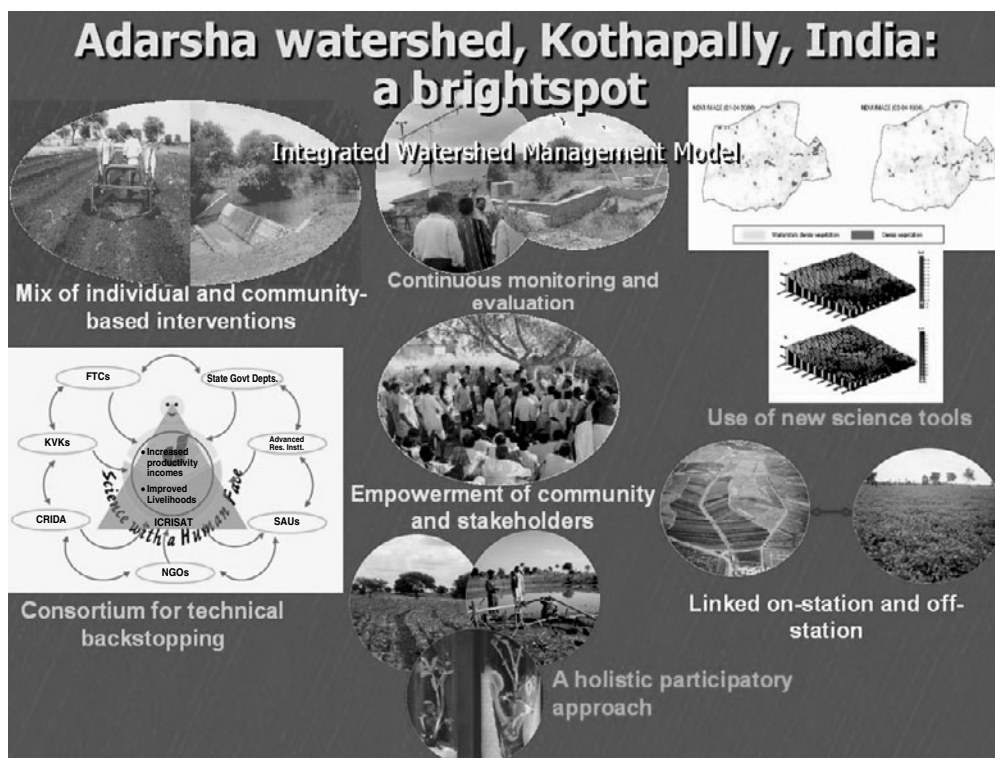 Adarsha watershed, Kothapally, India:
a brightspot
Integrated Watershed Management Model
Mix of individual and community-
based interventions
Continuous monitoring and
evaluation
Dense vegetation
Use of new science tools
FTCs
State Govt Depts.
KVKs
Advanced
Res. Instt.
• Increased
productivity
incomes
• Improved
Livelihoods
ICRISAT
Science with a Human Face
CRIDA
SAUs
NGOs
Consortium for technical
backstopping
Empowerment of community
and stakeholders
Linked on-station and off-
station
A holistic participatory
approach